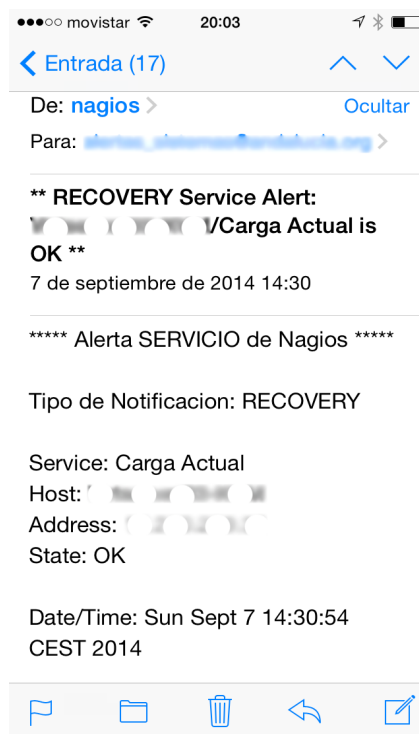 movistar 20:03
Entrada (17)
De: nagios Ocultar
Para:
** RECOVERY Service Alert:
/Carga Actual is
OK **
7 de septiembre de 2014 14:30
***** Alerta SERVICIO de Nagios *****
Tipo de Notificacion: RECOVERY
Service: Carga Actual
Host:
Address:
State: OK
Date/Time: Sun Sept 7 14:30:54
CEST 2014